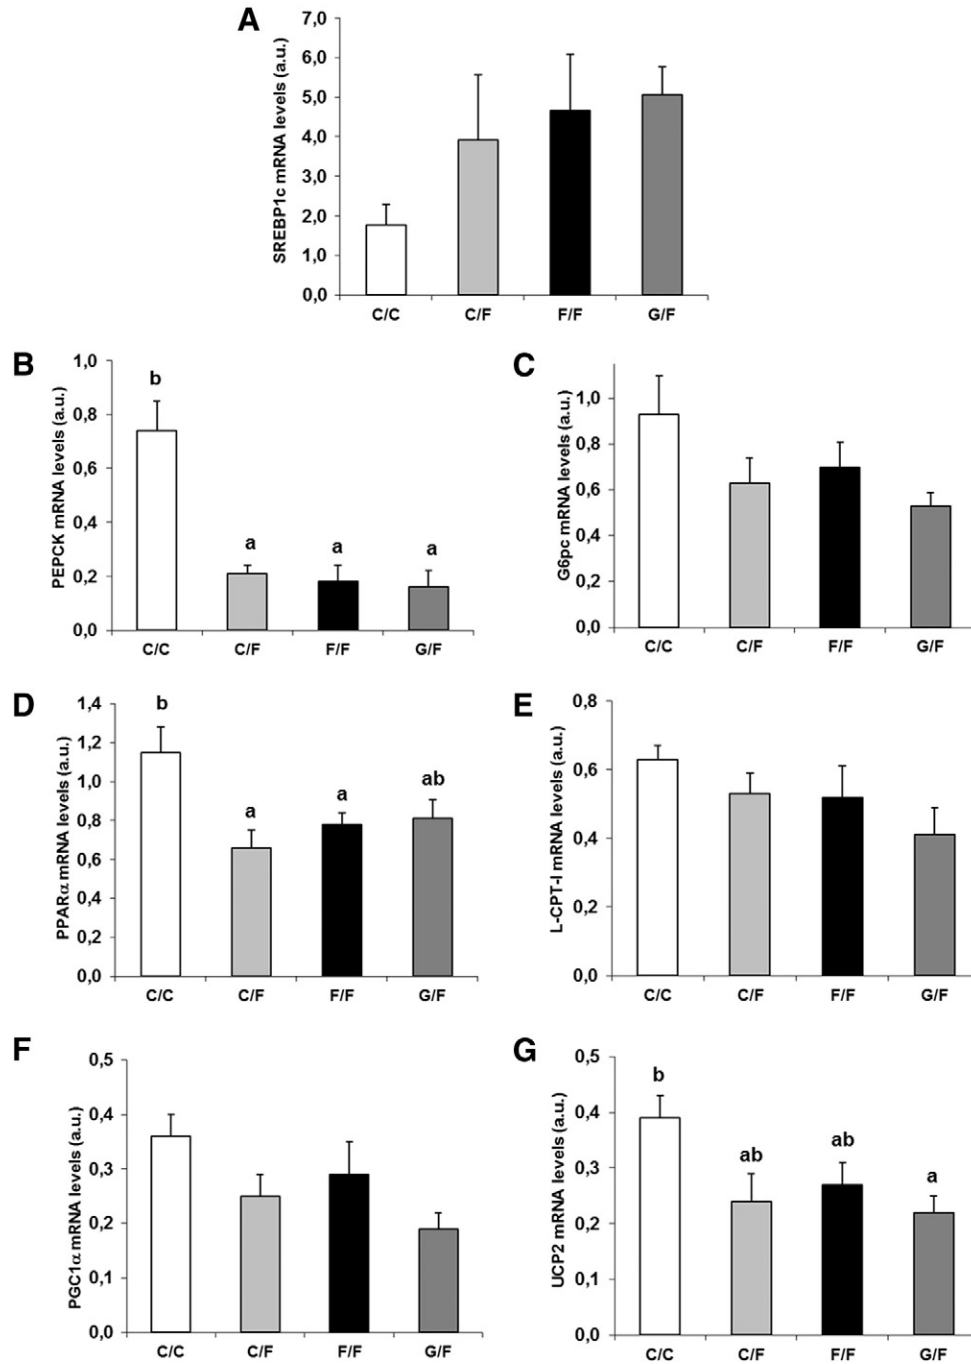 A
SREBP1c mRNA levels (a.u.)
7,0
6,0
5,0
4,0
3,0
2,0
1,0
0,0
C/C C/F F/F G/F
B
PEPCK mRNA levels (a.u.)
1,0
0,8
0,6
0,4
0,2
0,0
b a a a
C/C C/F F/F G/F
C
G6pc mRNA levels (a.u.)
1,0
0,8
0,6
0,4
0,2
0,0
C/C C/F F/F G/F
D
PPARα mRNA levels (a.u.)
1,4
1,2
1,0
0,8
0,6
0,4
0,2
0,0
b a a ab
C/C C/F F/F G/F
E
L-CPT-I mRNA levels (a.u.)
0,8
0,6
0,4
0,2
0,0
C/C C/F F/F G/F
F
PGC1α mRNA levels (a.u.)
0,5
0,4
0,3
0,2
0,1
0,0
C/C C/F F/F G/F
G
UCP2 mRNA levels (a.u.)
0,5
0,4
0,3
0,2
0,1
0,0
b ab ab a
C/C C/F F/F G/F